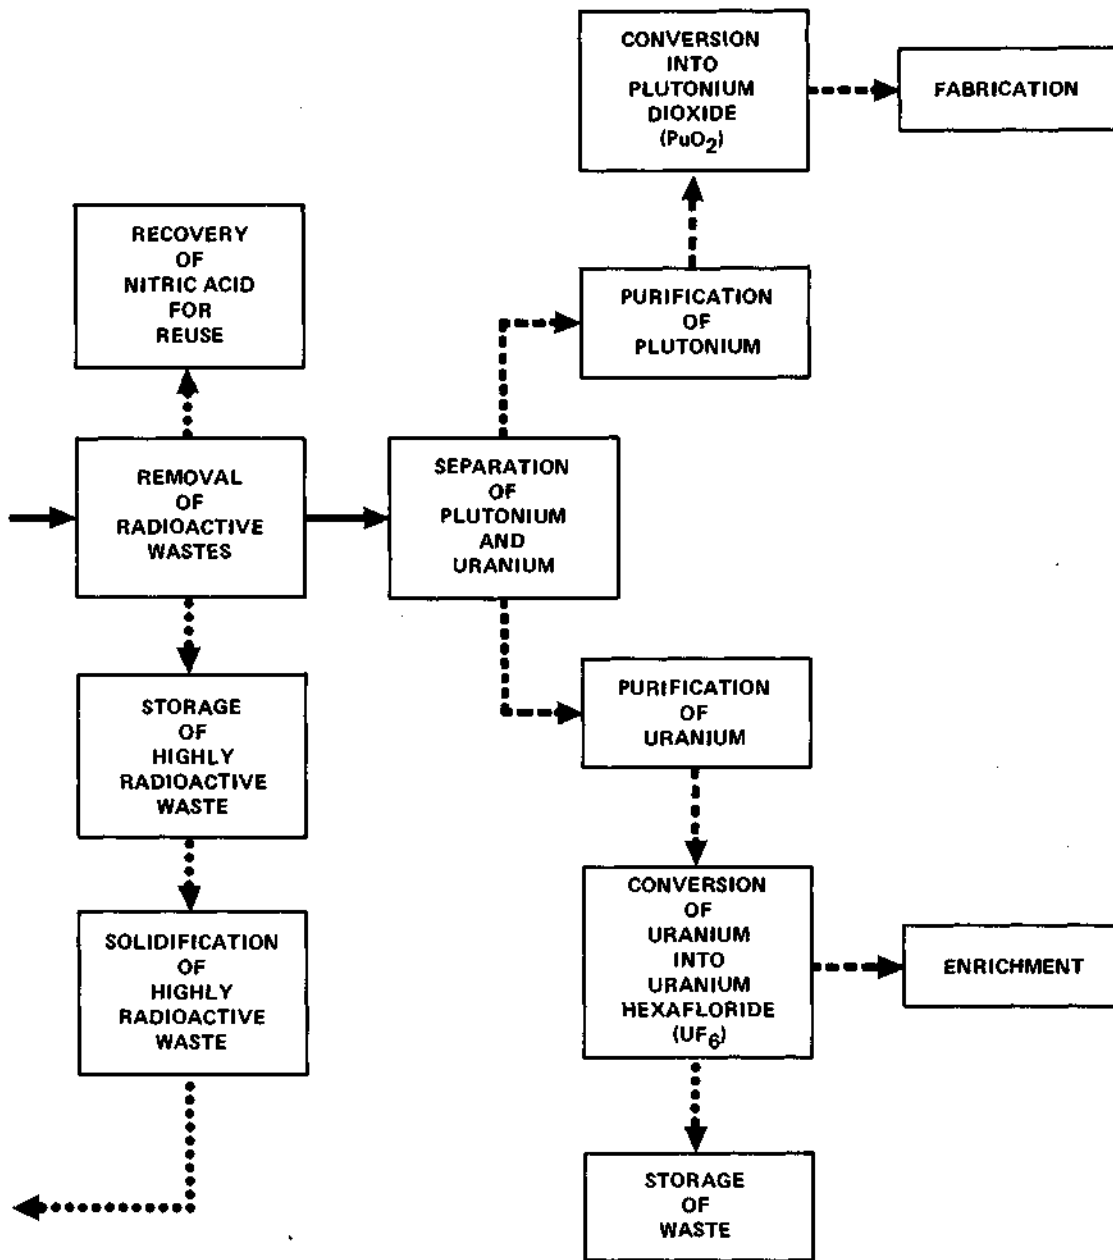 CONVERSION
INTO
PLUTONIUM
DIOXIDE
(PuO2)
FABRICATION
RECOVERY
OF
NITRIC ACID
FOR
REUSE
PURIFICATION
OF
PLUTONIUM
REMOVAL
OF
RADIOACTIVE
WASTES
SEPARATION
OF
PLUTONIUM
AND
URANIUM
STORAGE
OF
HIGHLY
RADIOACTIVE
WASTE
PURIFICATION
OF
URANIUM
SOLIDIFICATION
OF
HIGHLY
RADIOACTIVE
WASTE
CONVERSION
OF
URANIUM
INTO
URANIUM
HEXAFLORIDE
(UF6)
ENRICHMENT
STORAGE
OF
WASTE